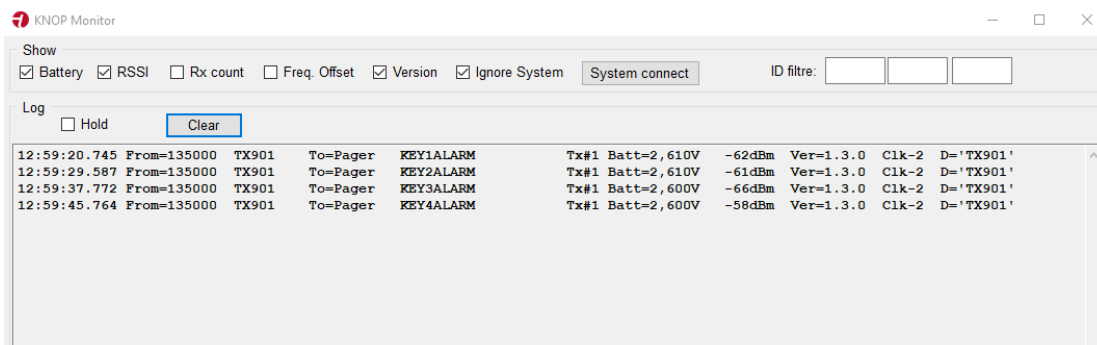 KNOP Monitor
Show
Battery RSSI Rx count Freq. Offset Version Ignore System System connect ID filtre:
Log
Hold Clear
12:59:20.745 From=135000 TX901 To=Pager KEY1ALARM Tx#1 Batt=2,610V -62dBm Ver=1.3.0 Clk-2 D='TX901'
12:59:29.587 From=135000 TX901 To=Pager KEY2ALARM Tx#1 Batt=2,610V -61dBm Ver=1.3.0 Clk-2 D='TX901'
12:59:37.772 From=135000 TX901 To=Pager KEY3ALARM Tx#1 Batt=2,600V -66dBm Ver=1.3.0 Clk-2 D='TX901'
12:59:45.764 From=135000 TX901 To=Pager KEY4ALARM Tx#1 Batt=2,600V -58dBm Ver=1.3.0 Clk-2 D='TX901'